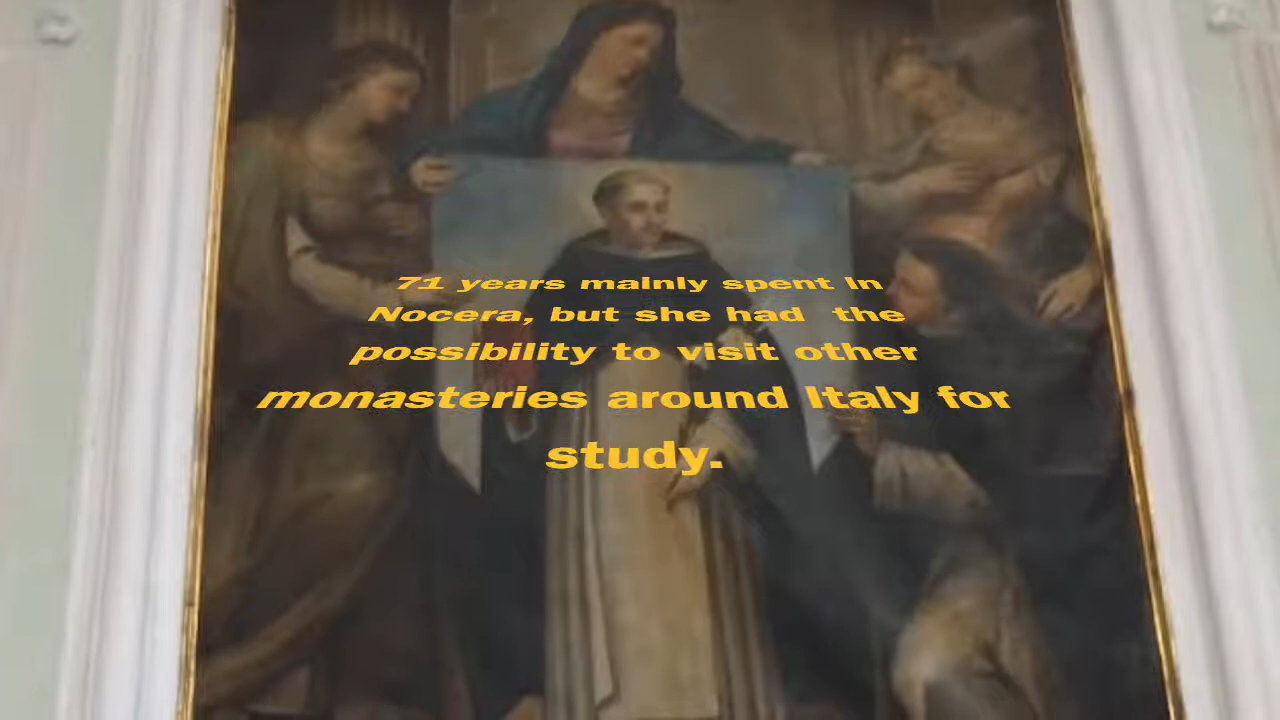 71 years mainly spent in
Nocera, but she had  the
possibility to visit other
monasteries around Italy for
study.